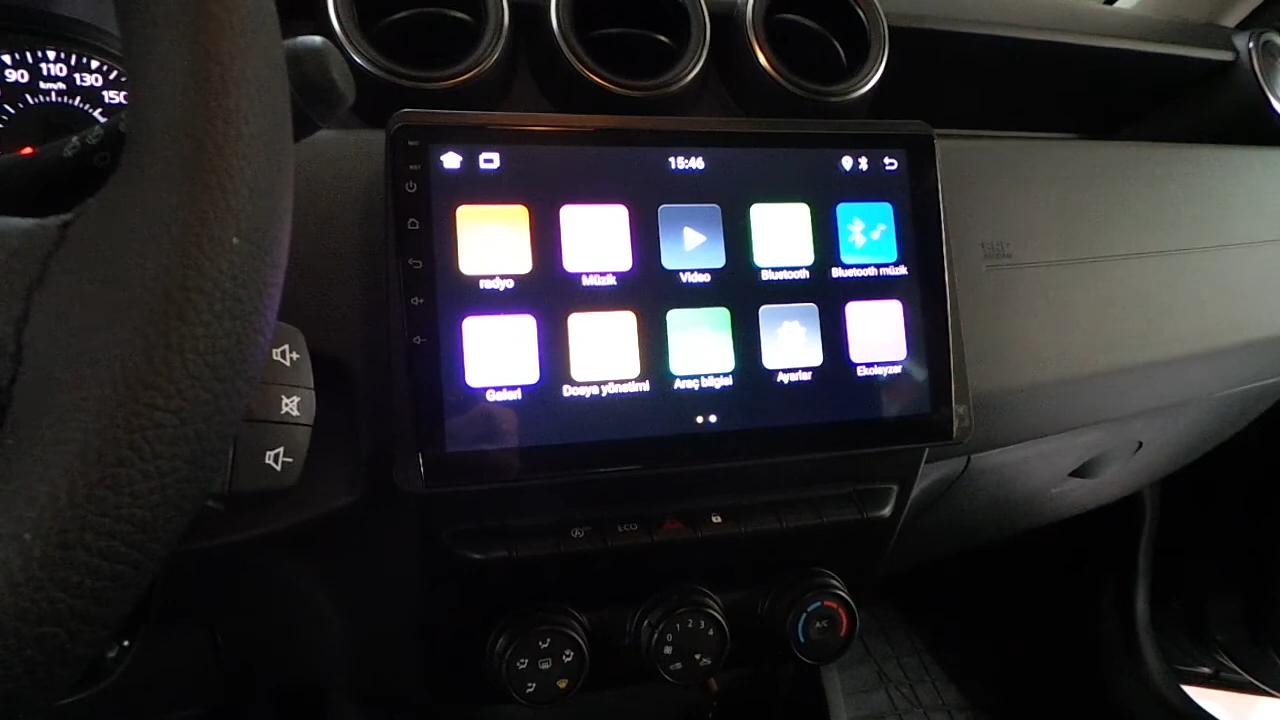 90 110 130 150
km/h
15:46
radyo Müzik Video Bluetooth Bluetooth müzik
Galeri Dosya yönetimi Araç bilgisi Ayarlar Ekolayzer
ECO
0 1 2 3 4
A/C